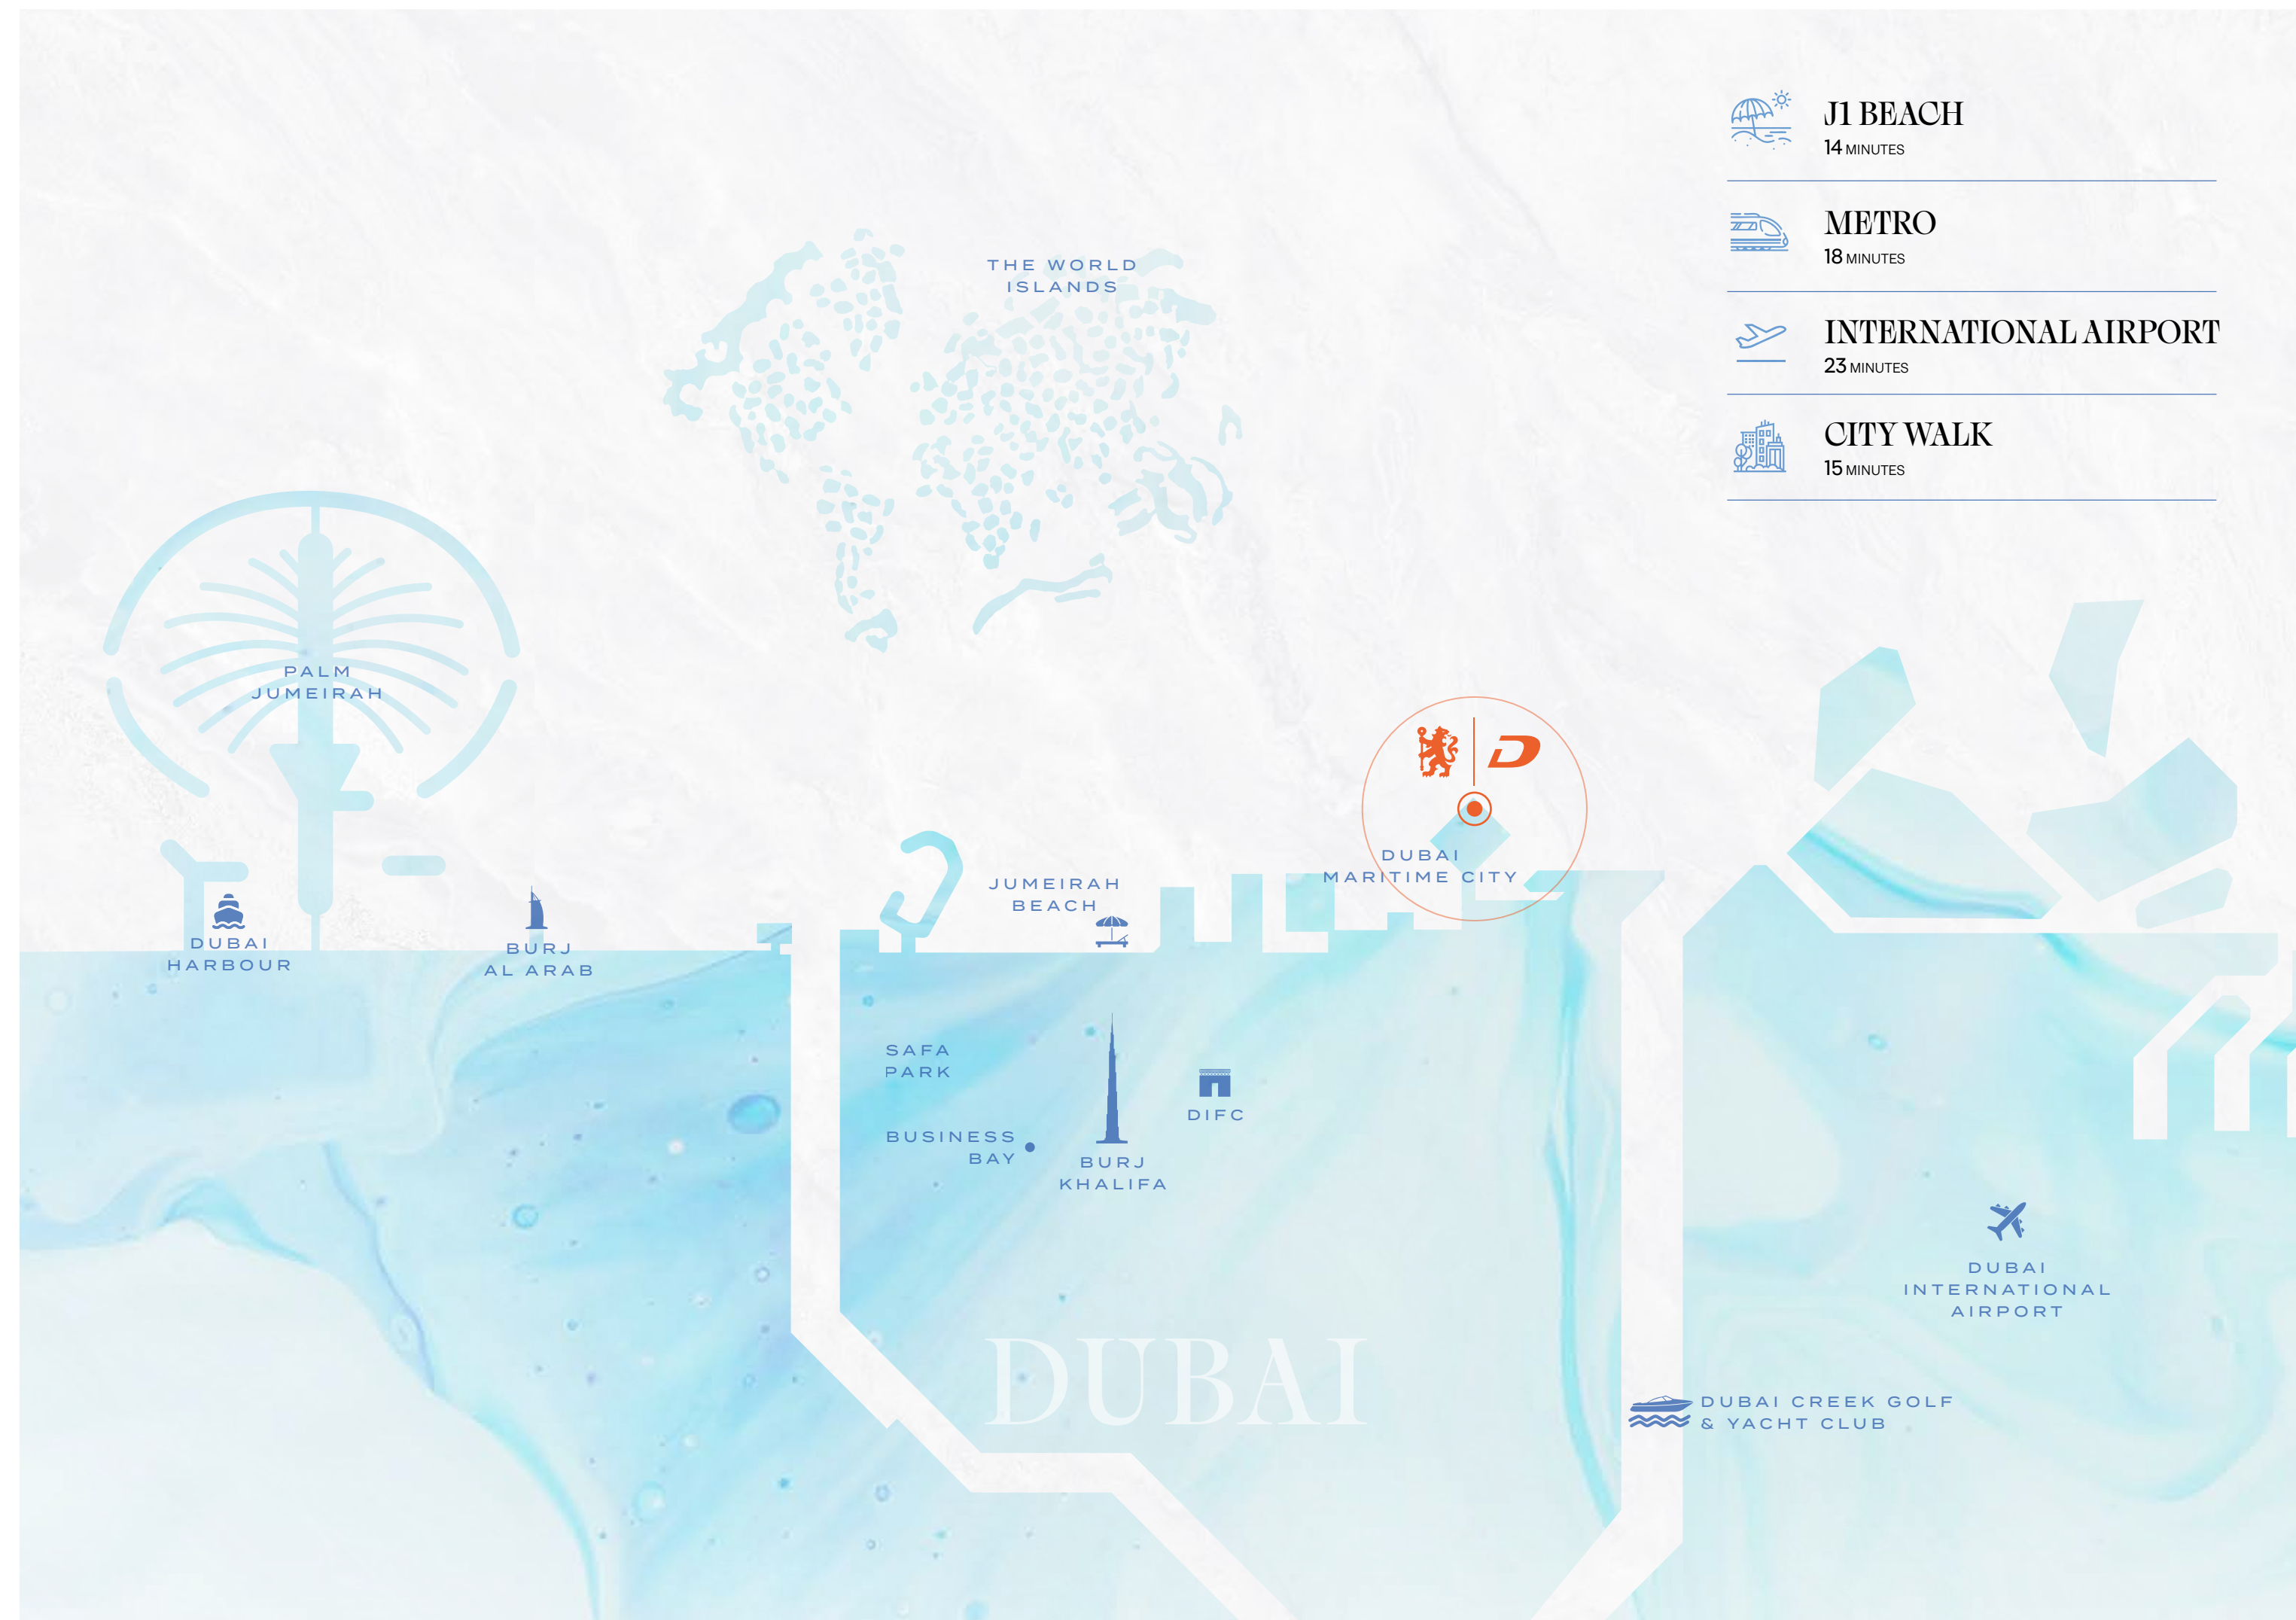 J1 BEACH
14 MINUTES
METRO
18 MINUTES
INTERNATIONAL AIRPORT
23 MINUTES
CITY WALK
15 MINUTES
THE WORLD
ISLANDS
PALM
JUMEIRAH
D
DUBAI
MARITIME CITY
JUMEIRAH
BEACH
DUBAI
HARBOUR
BURJ
AL ARAB
SAFA
PARK
DIFC
BUSINESS
BAY
BURJ
KHALIFA
DUBAI
INTERNATIONAL
AIRPORT
DUBAI
DUBAI CREEK GOLF
& YACHT CLUB